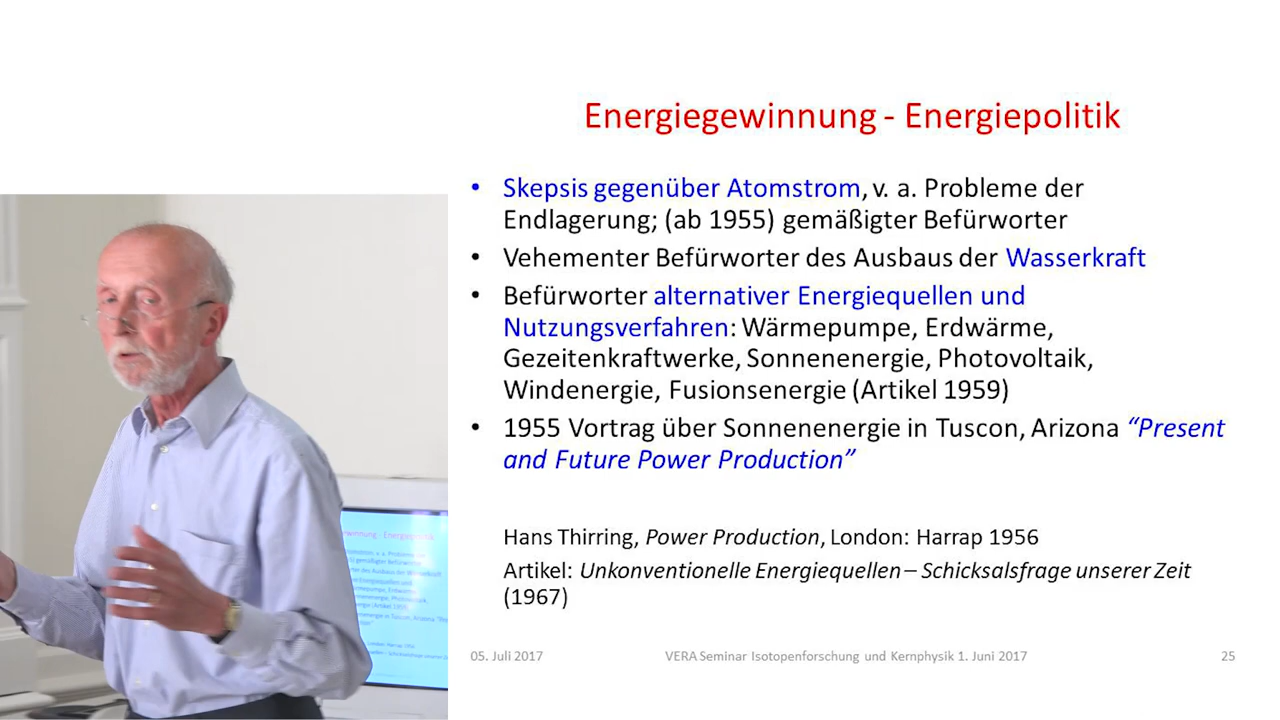 Energiegewinnung - Energiepolitik
• Skepsis gegenüber Atomstrom, v. a. Probleme der
Endlagerung; (ab 1955) gemäßigter Befürworter
• Vehementer Befürworter des Ausbaus der Wasserkraft
• Befürworter alternativer Energiequellen und
Nutzungsverfahren: Wärmepumpe, Erdwärme,
Gezeitenkraftwerke, Sonnenenergie, Photovoltaik,
Windenergie, Fusionsenergie (Artikel 1959)
• 1955 Vortrag über Sonnenenergie in Tuscon, Arizona “Present
and Future Power Production”
Hans Thirring, Power Production, London: Harrap 1956
Artikel: Unkonventionelle Energiequellen – Schicksalsfrage unserer Zeit
(1967)
05. Juli 2017 VERA Seminar Isotopenforschung und Kernphysik 1. Juni 2017 25